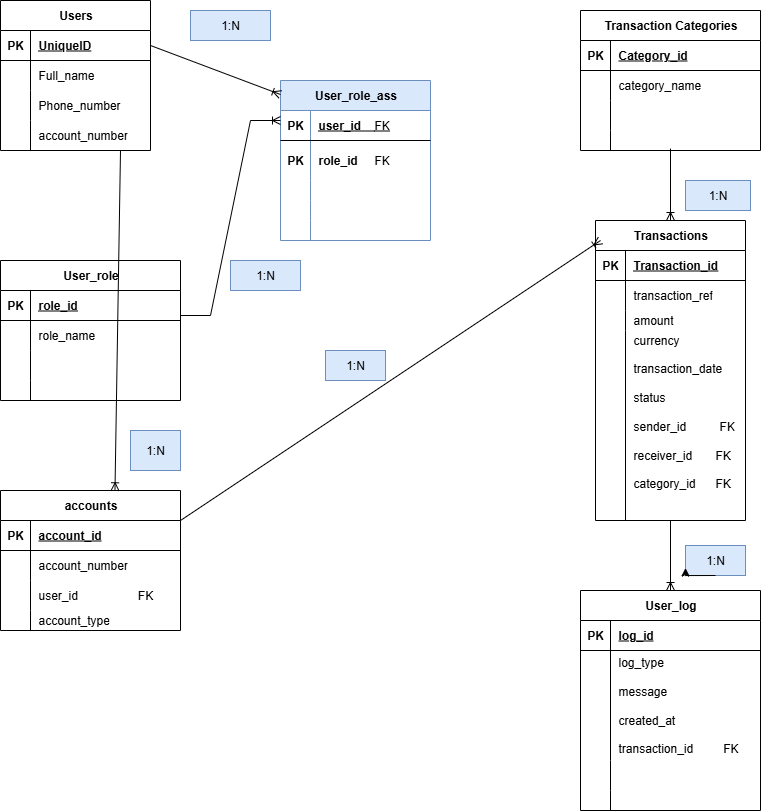 Users
PK UniqueID
Full_name
Phone_number
account_number
1:N
User_role_ass
PK user_id FK
PK role_id FK
User_role
PK role_id
role_name
1:N
1:N
1:N
accounts
PK account_id
account_number
user_id FK
account_type
Transaction Categories
PK Category_id
category_name
1:N
Transactions
PK Transaction_id
transaction_ref
amount
currency
transaction_date
status
sender_id FK
receiver_id FK
category_id FK
1:N
User_log
PK log_id
log_type
message
created_at
transaction_id FK